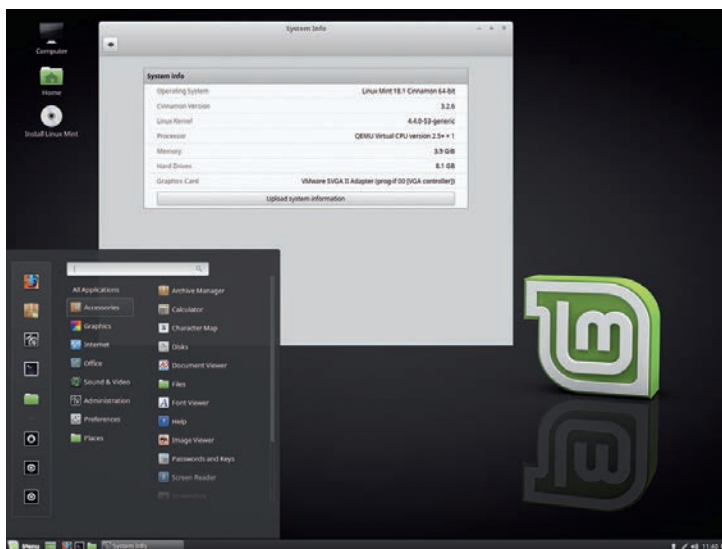 System Info
Computer
Home
Install Linux Mint
System info
Operating System Linux Mint 18.1 Cinnamon 64-bit
Cinnamon Version 3.2.6
Linux Kernel 4.4.0-53-generic
Processor QEMU Virtual CPU version 2.5+ × 1
Memory 3.9 GiB
Hard Drives 8.1 GB
Graphics Card VMware SVGA II Adapter (prog-if 00 [VGA controller])
Upload system information
All Applications
Accessories
Graphics
Internet
Office
Sound & Video
Administration
Preferences
Places
Archive Manager
Calculator
Character Map
Disks
Document Viewer
Files
Font Viewer
Help
Image Viewer
Passwords and Keys
Screen Reader
Screenshot
Menu
System Info
11:40